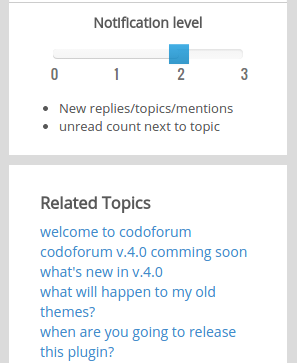 Notification level
0 1 2 3
New replies/topics/mentions
unread count next to topic
Related Topics
welcome to codoforum
codoforum v.4.0 comming soon
what's new in v.4.0
what will happen to my old
themes?
when are you going to release
this plugin?